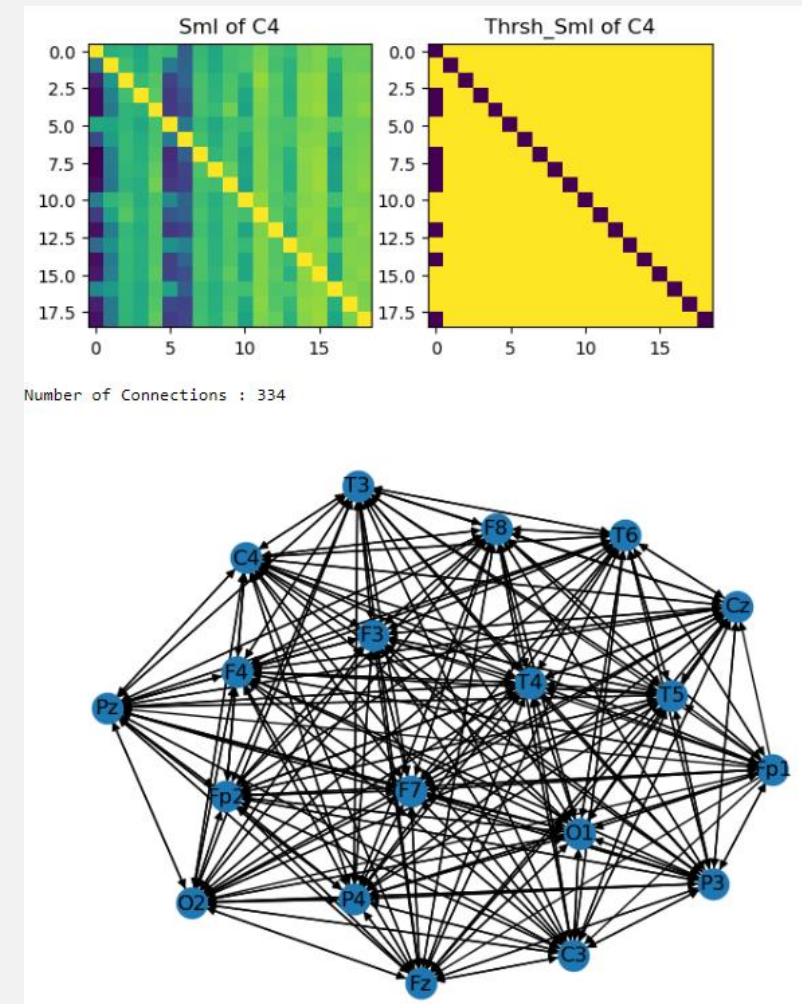 Sml of C4
Thrsh_Sml of C4
0.0
2.5
5.0
7.5
10.0
12.5
15.0
17.5
0 5 10 15
0.0
2.5
5.0
7.5
10.0
12.5
15.0
17.5
0 5 10 15
Number of Connections : 334
T3
F8
T6
C4
Cz
F3
F4
T4
T5
Pz
Fp1
Fp2
F7
O1
P3
O2
P4
C3
Fz